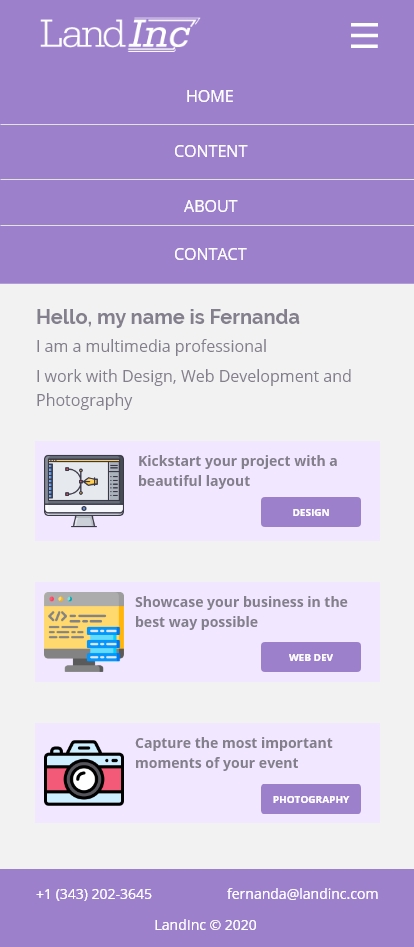 Land Inc
HOME
CONTENT
ABOUT
CONTACT
Hello, my name is Fernanda
I am a multimedia professional
I work with Design, Web Development and
Photography
Kickstart your project with a
beautiful layout
DESIGN
Showcase your business in the
best way possible
WEB DEV
Capture the most important
moments of your event
PHOTOGRAPHY
+1 (343) 202-3645 fernanda@landinc.com
LandInc © 2020